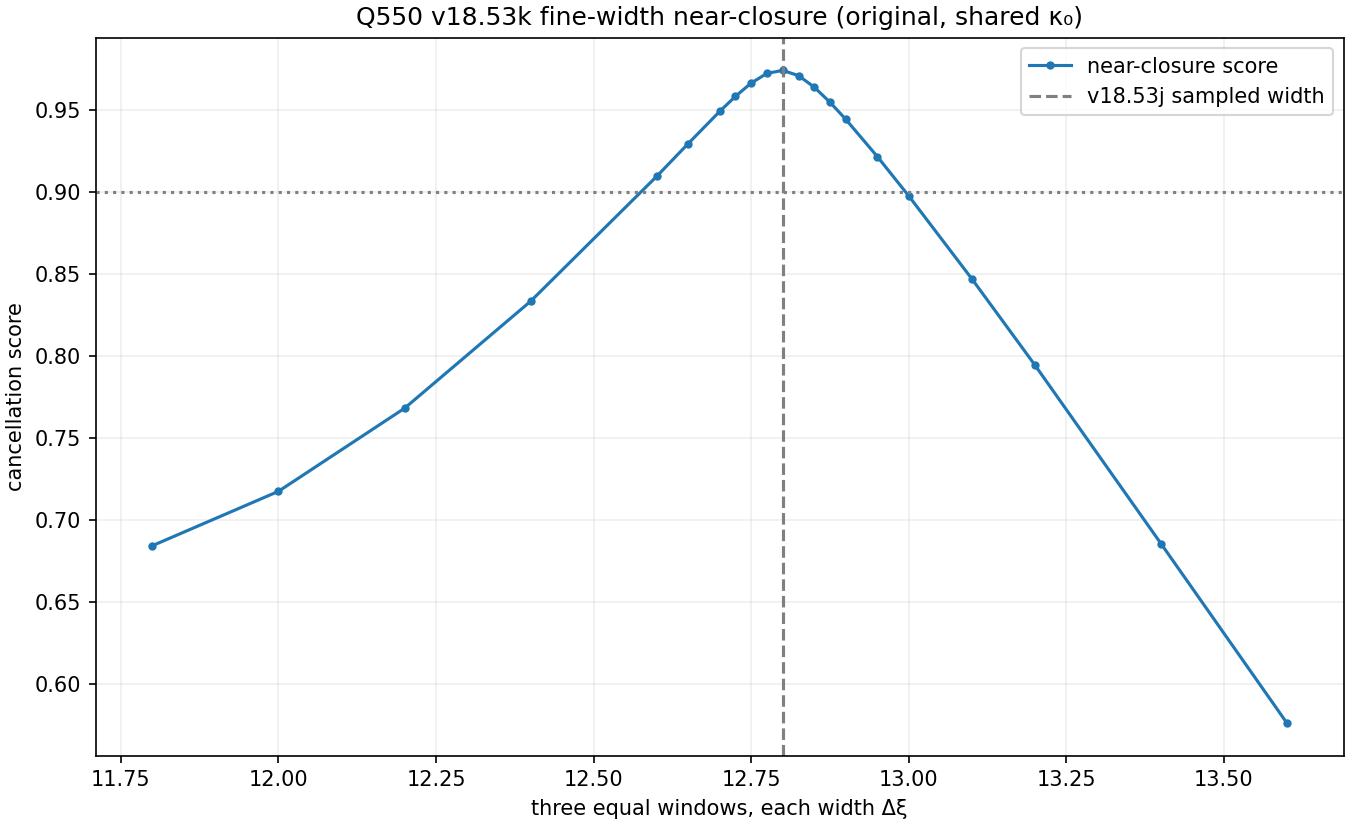 Q550 v18.53k fine-width near-closure (original, shared κ₀)
near-closure score
v18.53j sampled width
cancellation score
0.95
0.90
0.85
0.80
0.75
0.70
0.65
0.60
11.75 12.00 12.25 12.50 12.75 13.00 13.25 13.50
three equal windows, each width Δξ